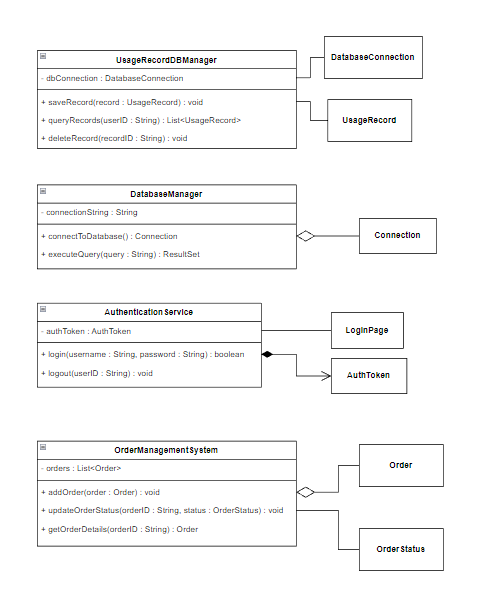 UsageRecordDBManager
- dbConnection : DatabaseConnection
+ saveRecord(record : UsageRecord) : void
+ queryRecords(userID : String) : List<UsageRecord>
+ deleteRecord(recordID : String) : void
DatabaseConnection
UsageRecord
DatabaseManager
- connectionString : String
+ connectToDatabase() : Connection
+ executeQuery(query : String) : ResultSet
Connection
AuthenticationService
- authToken : AuthToken
+ login(username : String, password : String) : boolean
+ logout(userID : String) : void
LoginPage
AuthToken
OrderManagementSystem
- orders : List<Order>
+ addOrder(order : Order) : void
+ updateOrderStatus(orderID : String, status : OrderStatus) : void
+ getOrderDetails(orderID : String) : Order
Order
OrderStatus